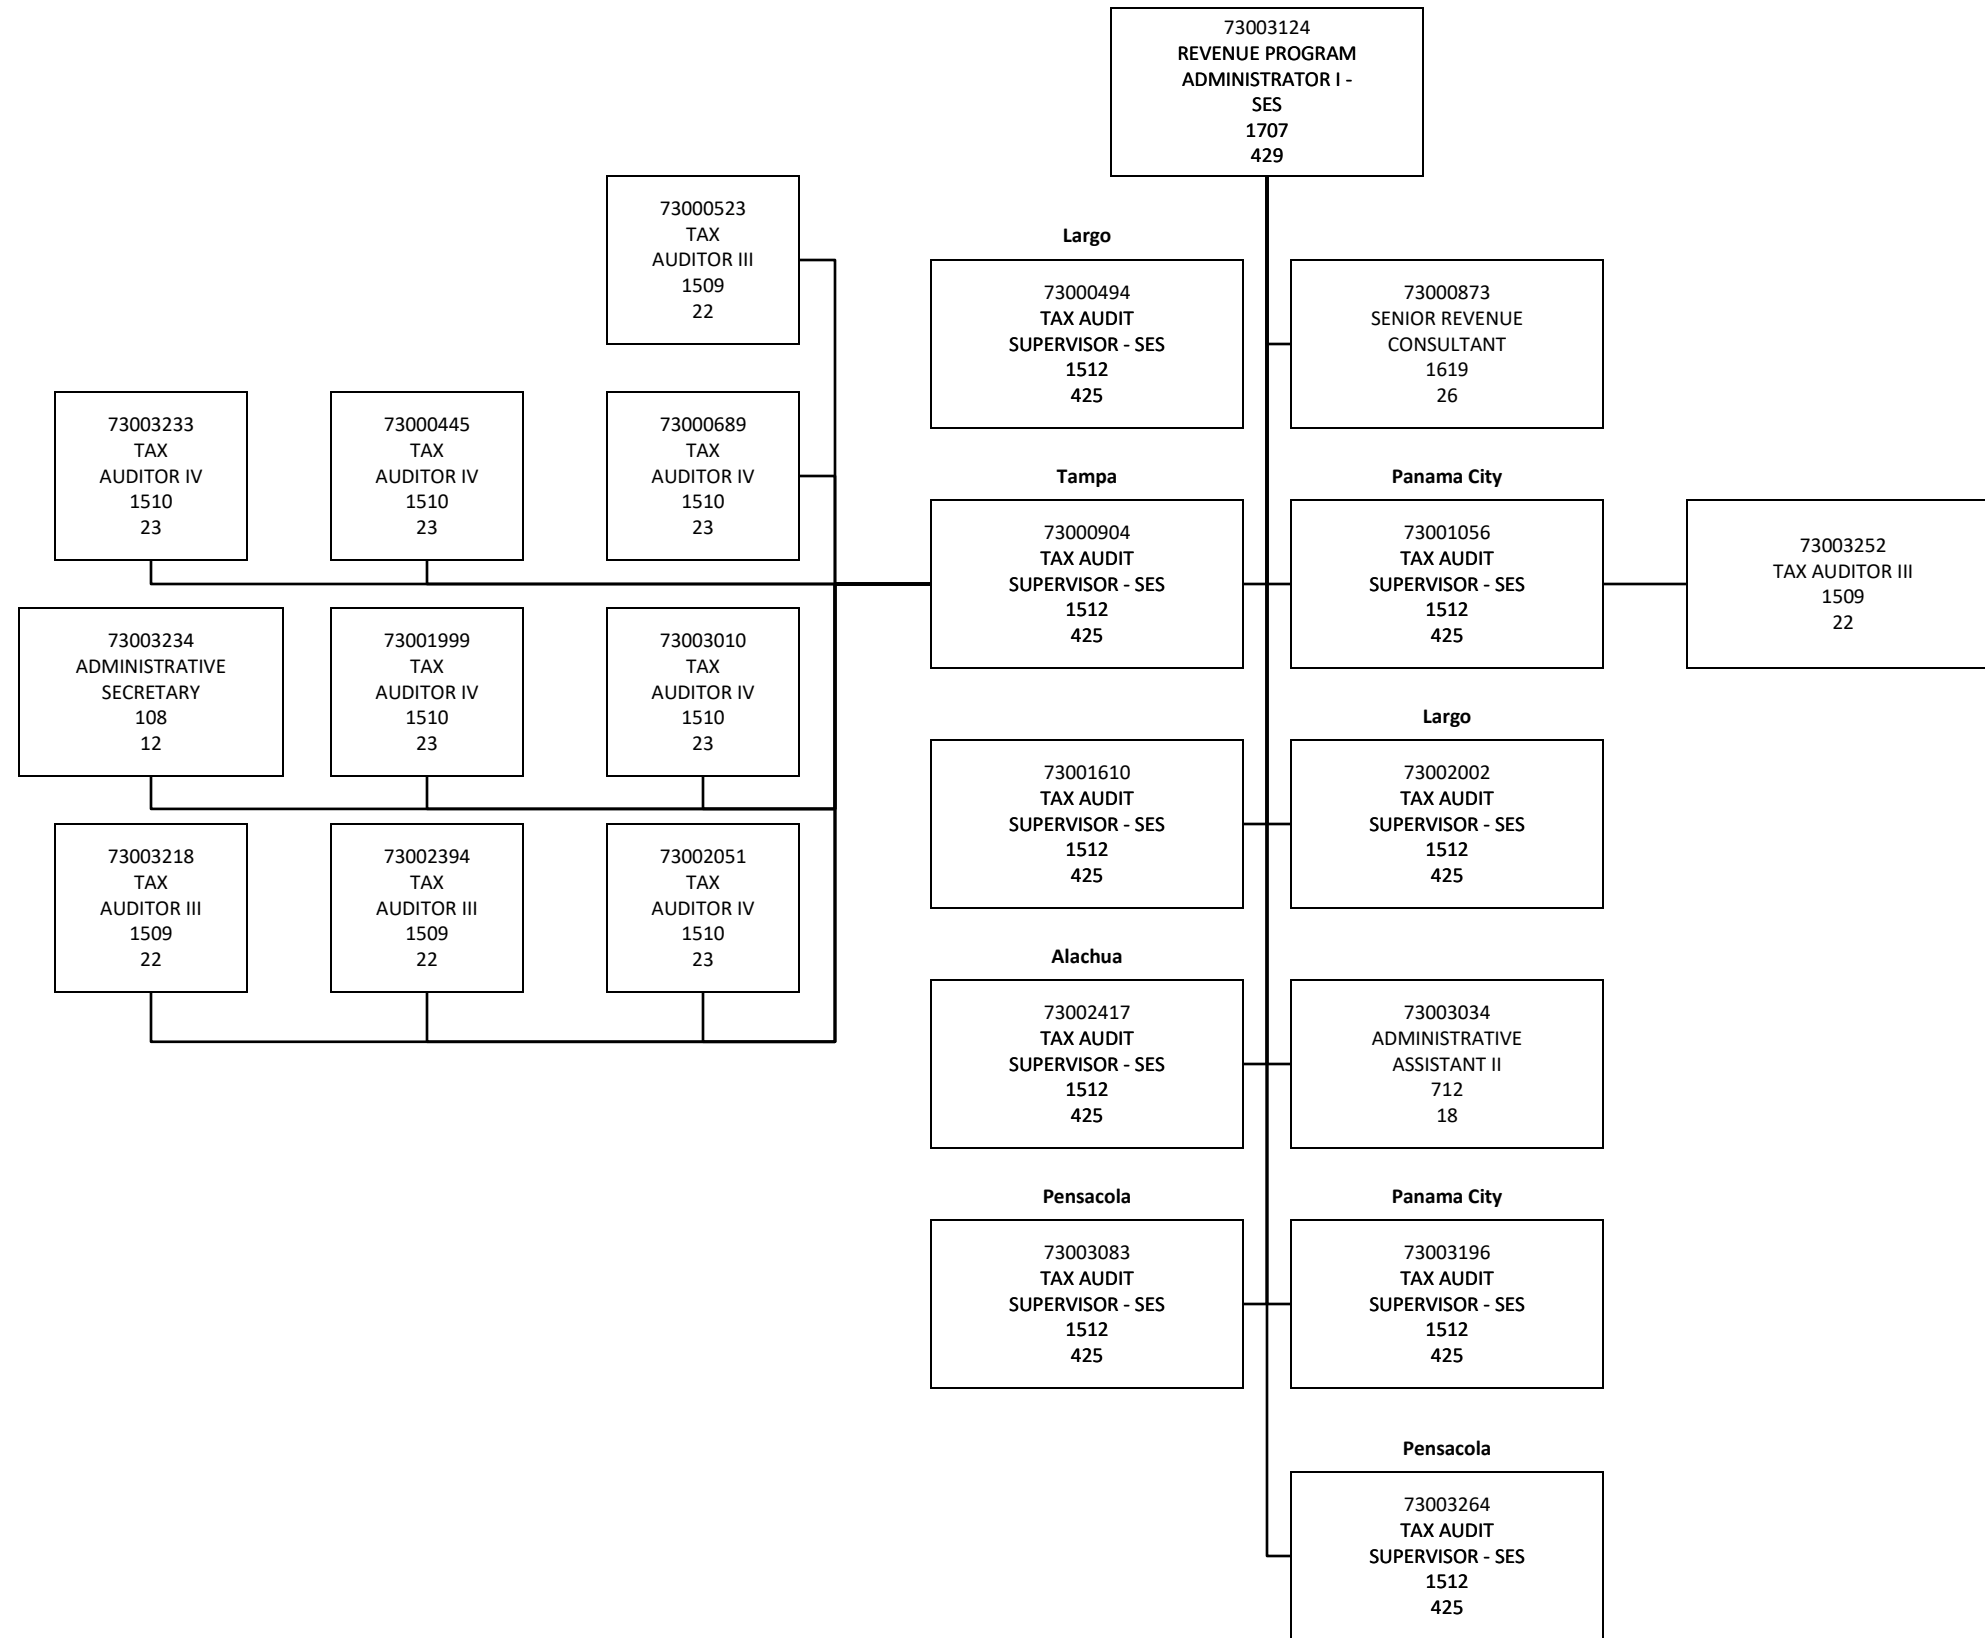 73003124
REVENUE PROGRAM
ADMINISTRATOR I -
SES
1707
429
73000523
TAX
AUDITOR III
1509
22
Largo
73000494
TAX AUDIT
SUPERVISOR - SES
1512
425
73000873
SENIOR REVENUE
CONSULTANT
1619
26
73003233
TAX
AUDITOR IV
1510
23
73000445
TAX
AUDITOR IV
1510
23
73000689
TAX
AUDITOR IV
1510
23
Tampa
73000904
TAX AUDIT
SUPERVISOR - SES
1512
425
Panama City
73001056
TAX AUDIT
SUPERVISOR - SES
1512
425
73003252
TAX AUDITOR III
1509
22
73003234
ADMINISTRATIVE
SECRETARY
108
12
73001999
TAX
AUDITOR IV
1510
23
73003010
TAX
AUDITOR IV
1510
23
73001610
TAX AUDIT
SUPERVISOR - SES
1512
425
Largo
73002002
TAX AUDIT
SUPERVISOR - SES
1512
425
73003218
TAX
AUDITOR III
1509
22
73002394
TAX
AUDITOR III
1509
22
73002051
TAX
AUDITOR IV
1510
23
Alachua
73002417
TAX AUDIT
SUPERVISOR - SES
1512
425
73003034
ADMINISTRATIVE
ASSISTANT II
712
18
Pensacola
73003083
TAX AUDIT
SUPERVISOR - SES
1512
425
Panama City
73003196
TAX AUDIT
SUPERVISOR - SES
1512
425
Pensacola
73003264
TAX AUDIT
SUPERVISOR - SES
1512
425